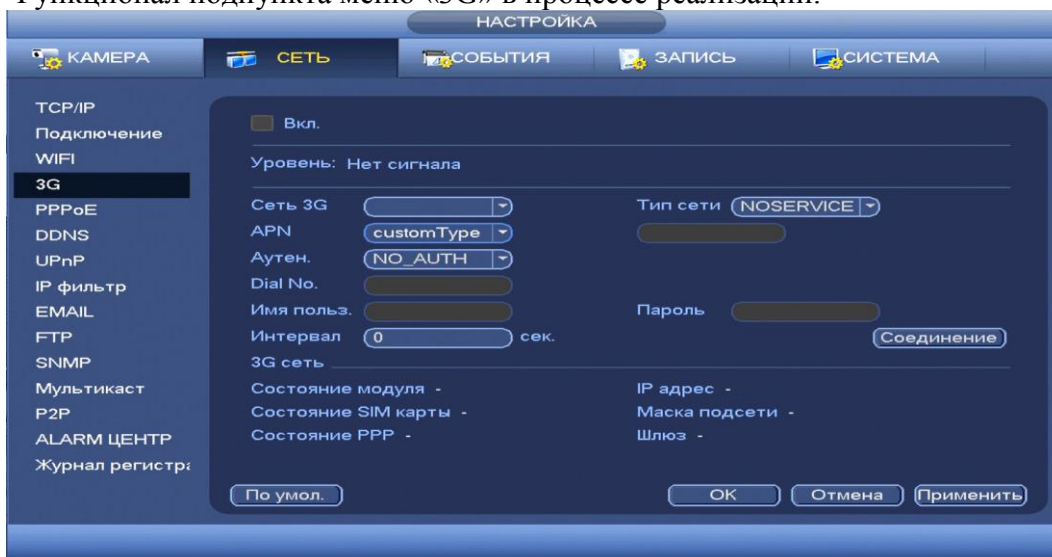 Функционал подпункта меню «3G» в процессе реализации.
НАСТРОЙКА
КАМЕРА СЕТЬ СОБЫТИЯ ЗАПИСЬ СИСТЕМА
TCP/IP
Подключение
WIFI
3G
PPPoE
DDNS
UPnP
IP фильтр
EMAIL
FTP
SNMP
Мультикаст
P2P
ALARM ЦЕНТР
Журнал регистра
Вкл.
Уровень: Нет сигнала
Сеть 3G Тип сети NOSERVICE
APN customType
Аутен. NO_AUTH
Dial No.
Имя польз. Пароль
Интервал 0 сек. Соединение
3G сеть
Состояние модуля - IP адрес -
Состояние SIM карты - Маска подсети -
Состояние PPP - Шлюз -
По умол. OK Отмена Применить